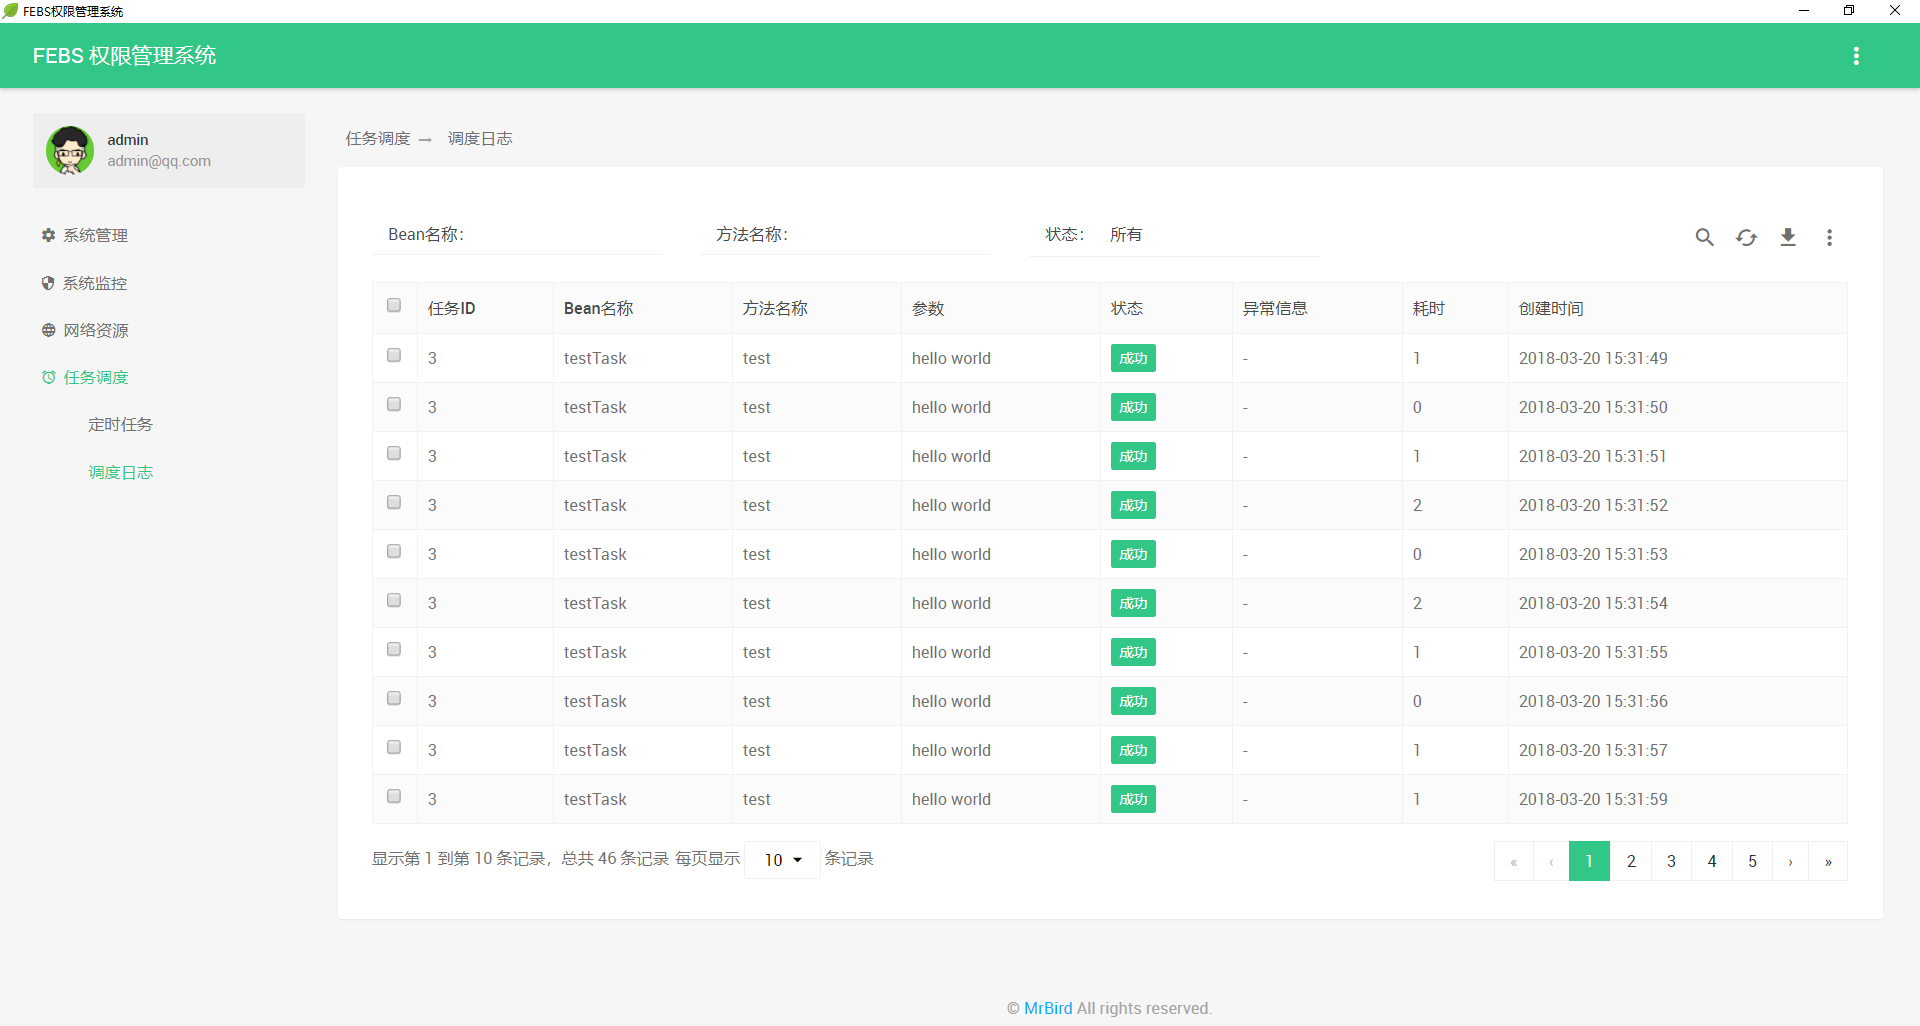 FEBS权限管理系统
FEBS 权限管理系统
admin
admin@qq.com
系统管理
系统监控
网络资源
任务调度
定时任务
调度日志
任务调度 → 调度日志
Bean名称： 方法名称： 状态： 所有
任务ID Bean名称 方法名称 参数 状态 异常信息 耗时 创建时间
3 testTask test hello world 成功 - 1 2018-03-20 15:31:49
3 testTask test hello world 成功 - 0 2018-03-20 15:31:50
3 testTask test hello world 成功 - 1 2018-03-20 15:31:51
3 testTask test hello world 成功 - 2 2018-03-20 15:31:52
3 testTask test hello world 成功 - 0 2018-03-20 15:31:53
3 testTask test hello world 成功 - 2 2018-03-20 15:31:54
3 testTask test hello world 成功 - 1 2018-03-20 15:31:55
3 testTask test hello world 成功 - 0 2018-03-20 15:31:56
3 testTask test hello world 成功 - 1 2018-03-20 15:31:57
3 testTask test hello world 成功 - 1 2018-03-20 15:31:59
显示第 1 到第 10 条记录，总共 46 条记录 每页显示 10 条记录 « ‹ 1 2 3 4 5 › »
© MrBird All rights reserved.